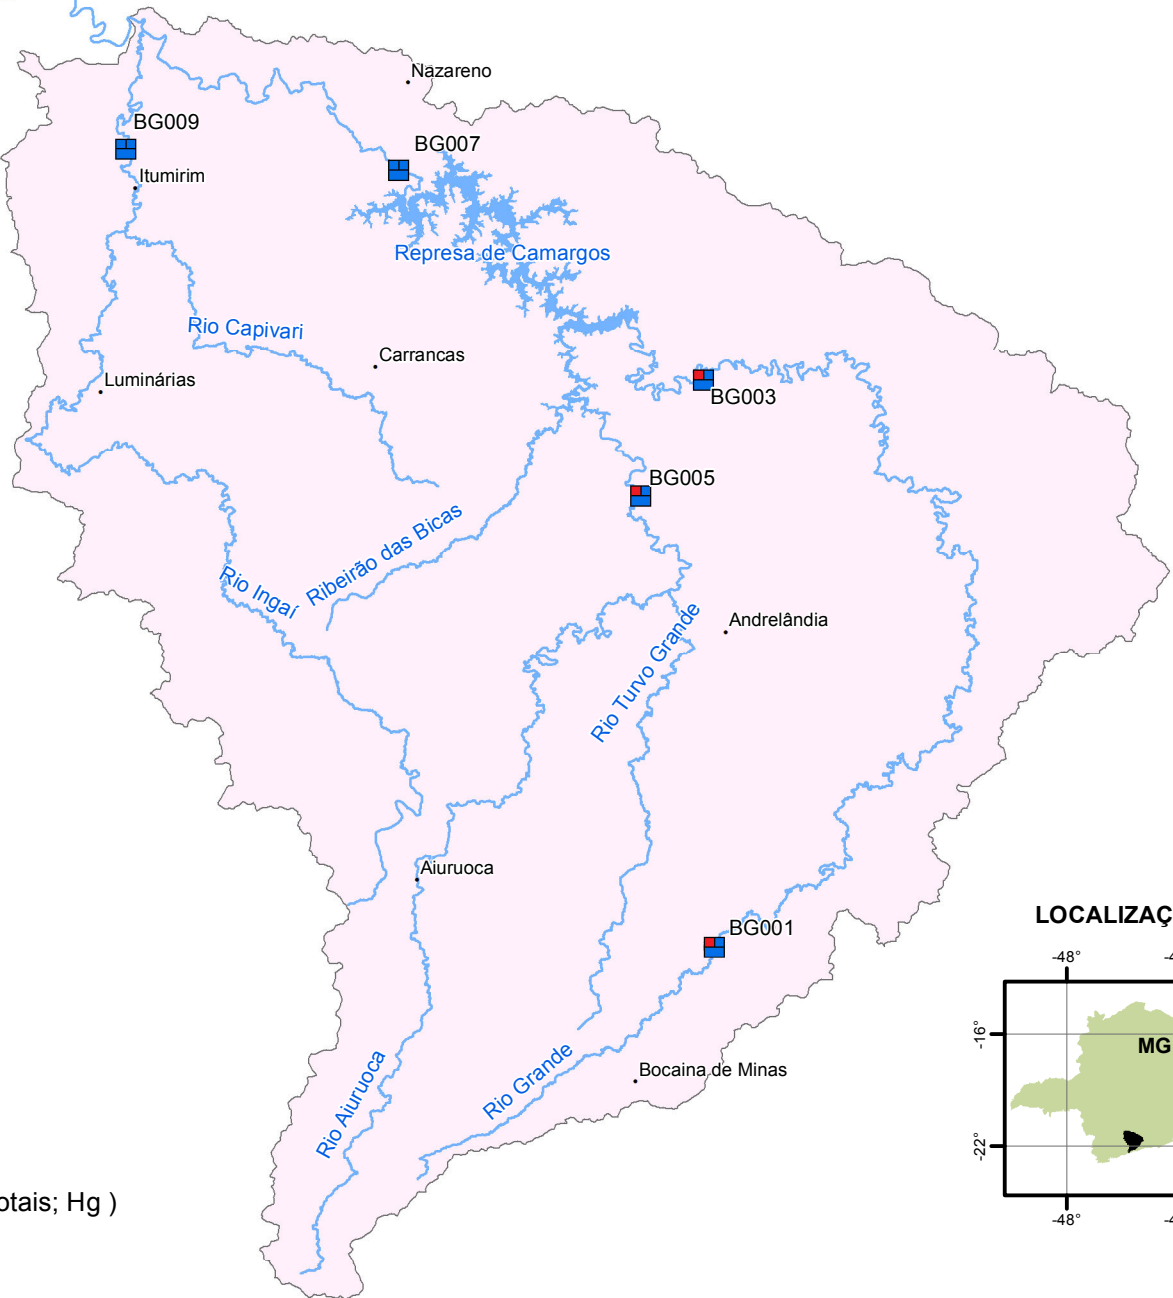 Nazareno
BG009
BG007
Itumirim
Represa de Camargos
Rio Capivari
Carrancas
Luminárias
BG003
BG005
Ribeirão das Bicas
Rio Ingaí
Andrelândia
Rio Turvo Grande
Aiuruoca
BG001
LOCALIZAÇ
-48°
-4
-16°
MG
Bocaina de Minas
Rio Grande
Rio Aiuruoca
-22°
otais; Hg )
-48°
-4